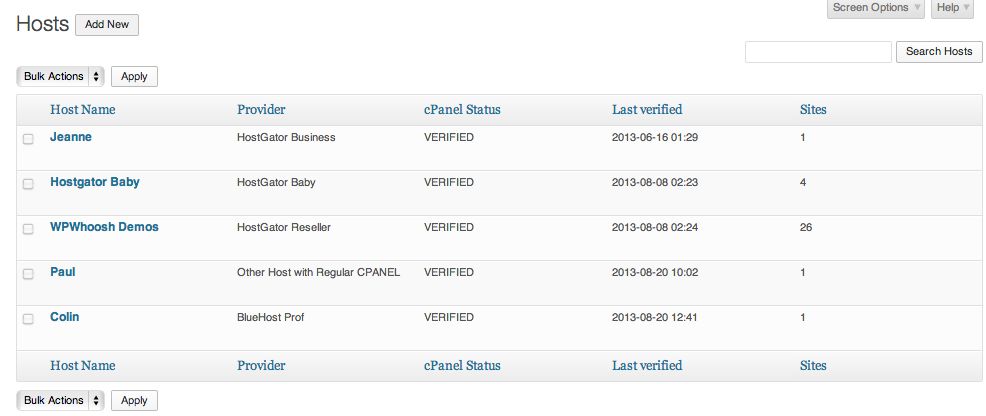 Screen Options Help
Hosts Add New
Search Hosts
Bulk Actions Apply
Host Name Provider cPanel Status Last verified Sites
Jeanne HostGator Business VERIFIED 2013-06-16 01:29 1
Hostgator Baby HostGator Baby VERIFIED 2013-08-08 02:23 4
WPWhoosh Demos HostGator Reseller VERIFIED 2013-08-08 02:24 26
Paul Other Host with Regular CPANEL VERIFIED 2013-08-20 10:02 1
Colin BlueHost Prof VERIFIED 2013-08-20 12:41 1
Host Name Provider cPanel Status Last verified Sites
Bulk Actions Apply